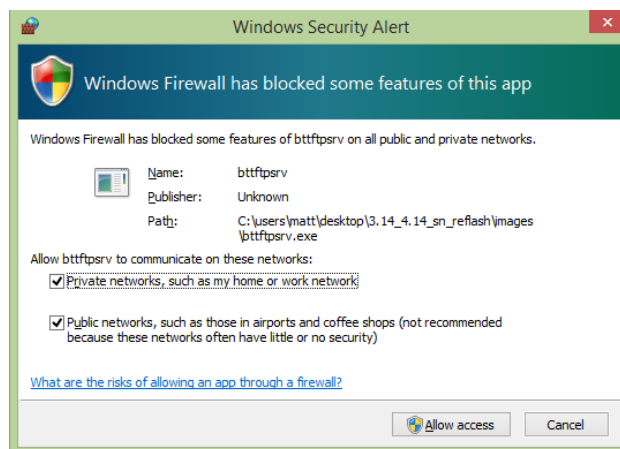 Windows Security Alert
Windows Firewall has blocked some features of this app
Windows Firewall has blocked some features of bttftpsrv on all public and private networks.
Name: bttftpsrv
Publisher: Unknown
Path: C:\users\matt\desktop\3.14_4.14_sn_reflash\images
\bttftpsrv.exe
Allow bttftpsrv to communicate on these networks:
Private networks, such as my home or work network
Public networks, such as those in airports and coffee shops (not recommended
because these networks often have little or no security)
What are the risks of allowing an app through a firewall?
Allow access Cancel